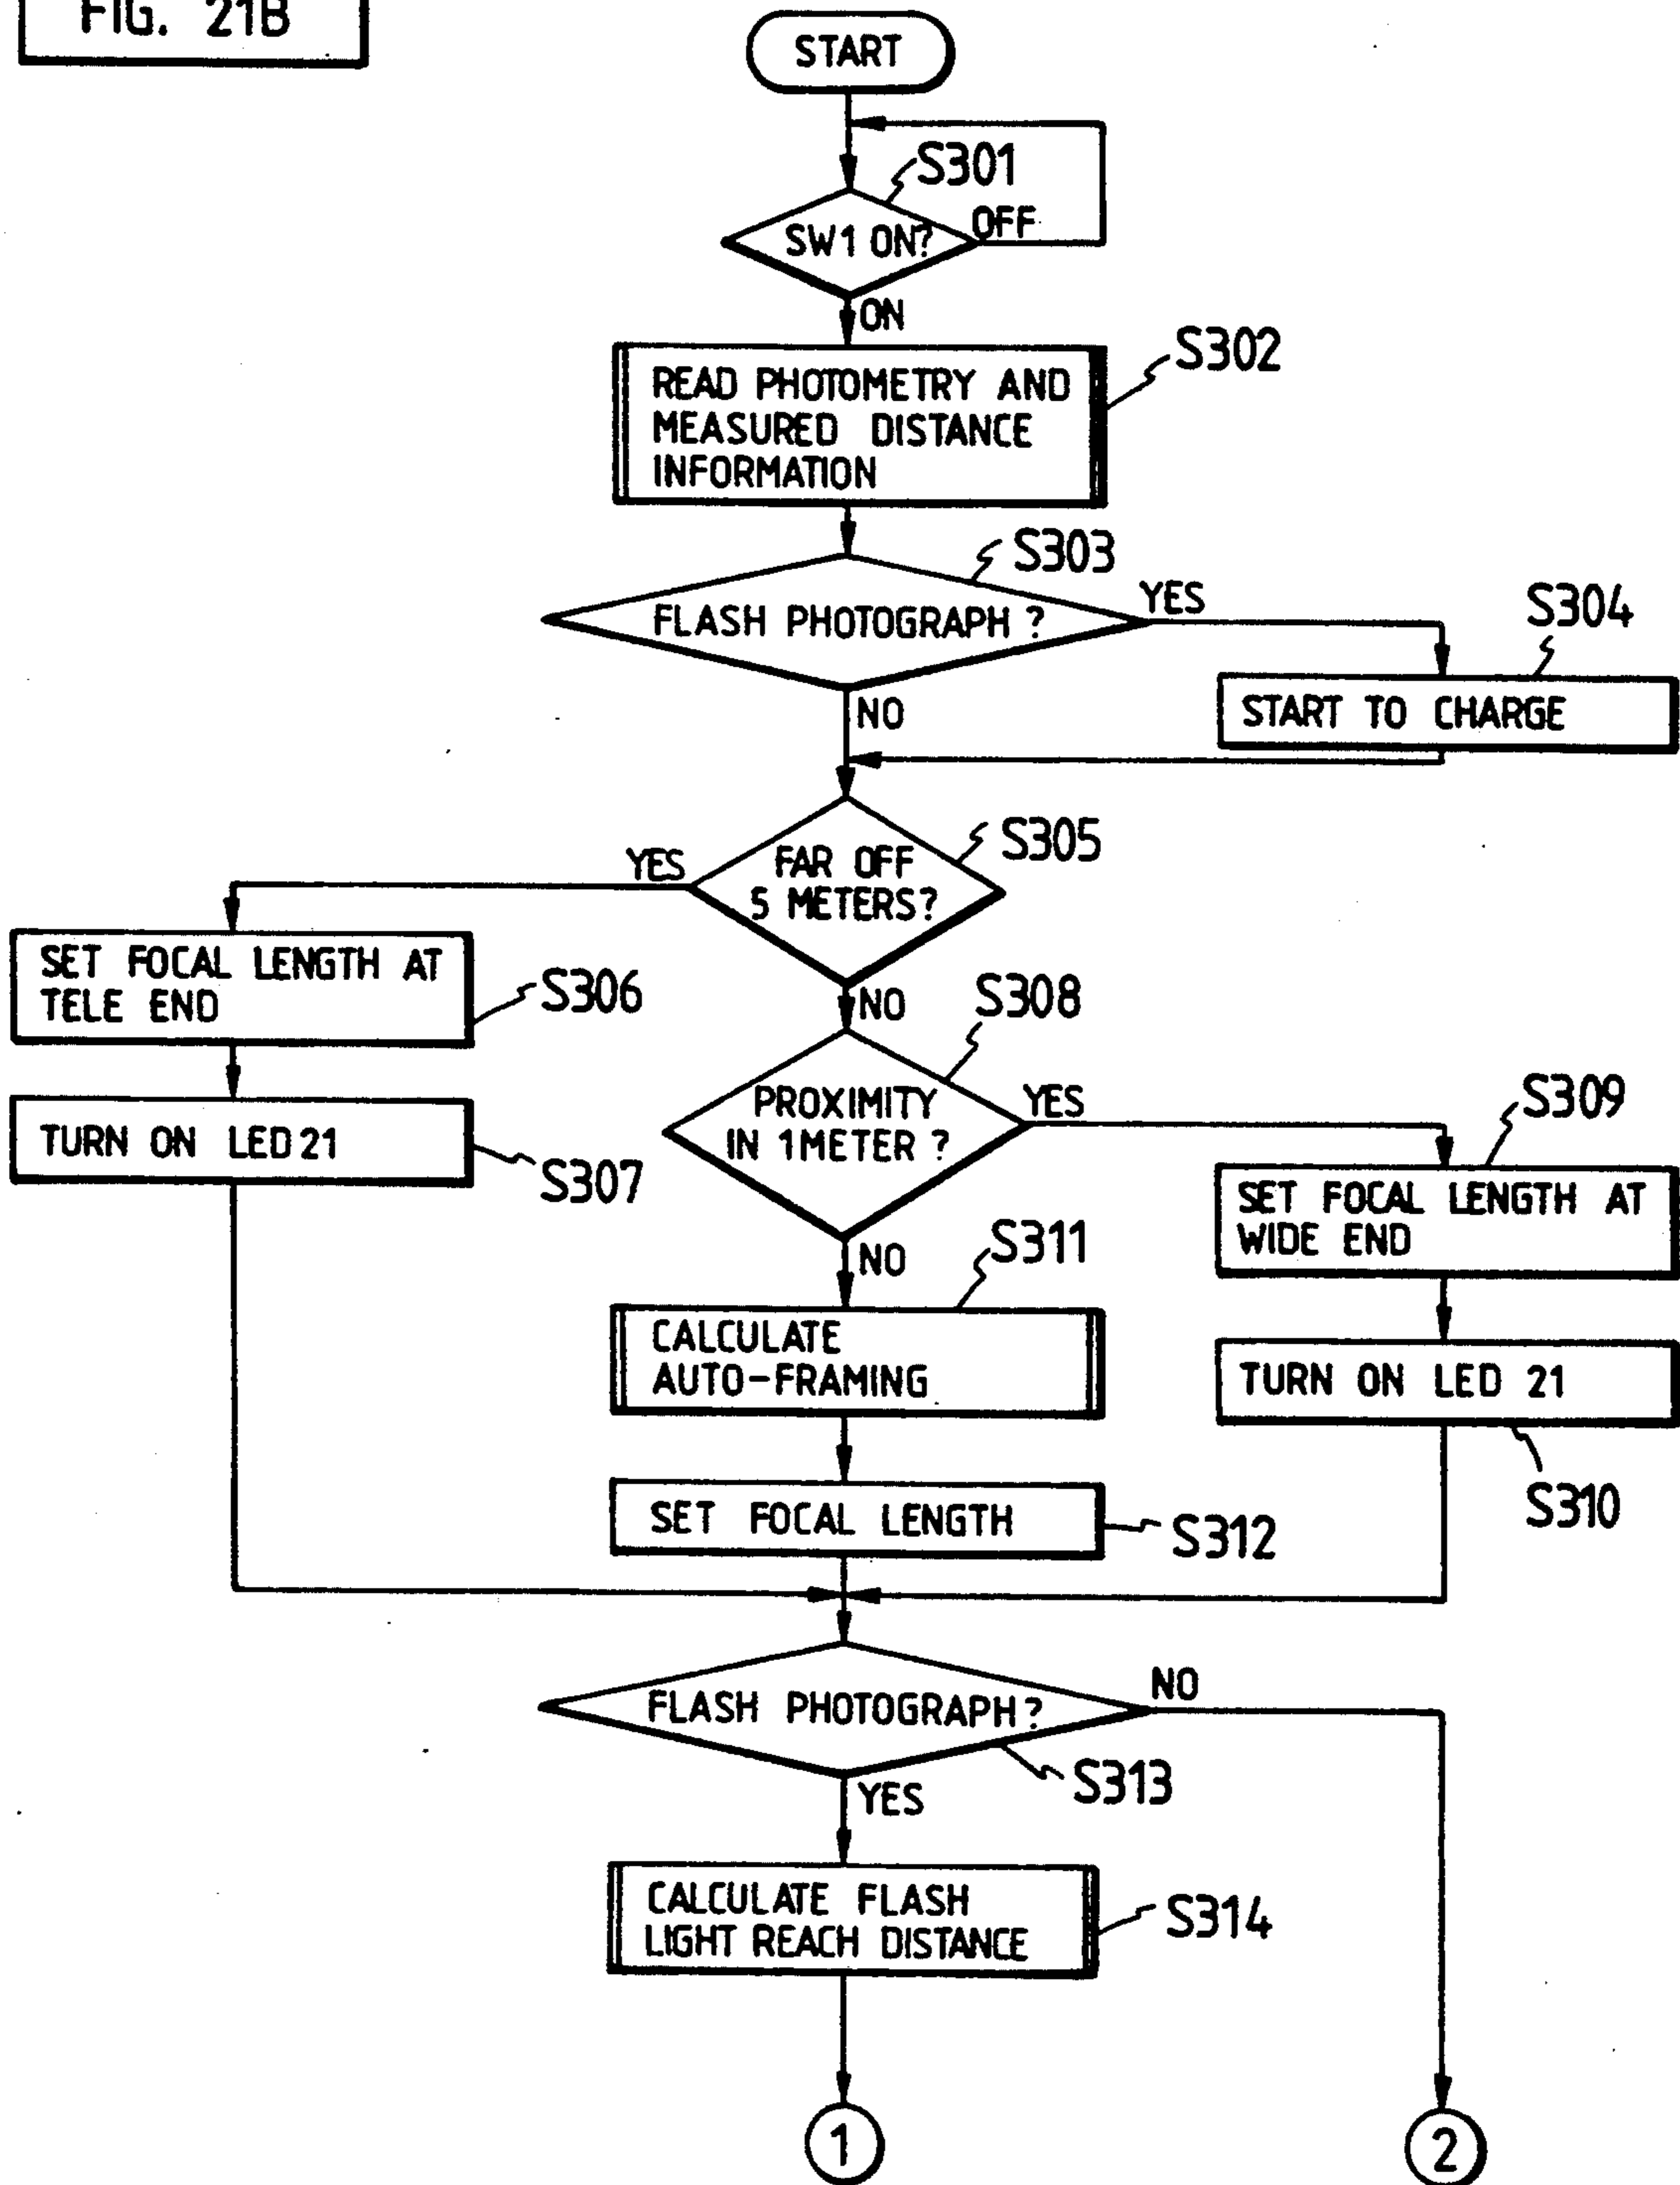 FIG. 21B
START
S301
SW1 ON?
OFF
ON
S302
READ PHOTOMETRY AND
MEASURED DISTANCE
INFORMATION
S303
FLASH PHOTOGRAPH ?
YES
S304
NO
START TO CHARGE
S305
YES
FAR OFF
5 METERS?
SET FOCAL LENGTH AT
TELE END
S306
NO
S308
TURN ON LED 21
S307
PROXIMITY
IN 1METER ?
YES
S309
SET FOCAL LENGTH AT
WIDE END
NO
S311
CALCULATE
AUTO-FRAMING
TURN ON LED 21
S310
SET FOCAL LENGTH
S312
FLASH PHOTOGRAPH?
NO
S313
YES
CALCULATE FLASH
LIGHT REACH DISTANCE
S314
1
2